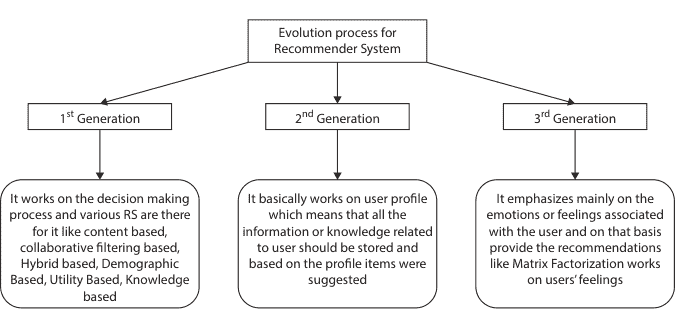 Evolution process for
Recommender System
1st Generation
2nd Generation
3rd Generation
It works on the decision making
process and various RS are there
for it like content based,
collaborative filtering based,
Hybrid based, Demographic
Based, Utility Based, Knowledge
based
It basically works on user profile
which means that all the
information or knowledge related
to user should be stored and
based on the profile items were
suggested
It emphasizes mainly on the
emotions or feelings associated
with the user and on that basis
provide the recommendations
like Matrix Factorization works
on users’ feelings